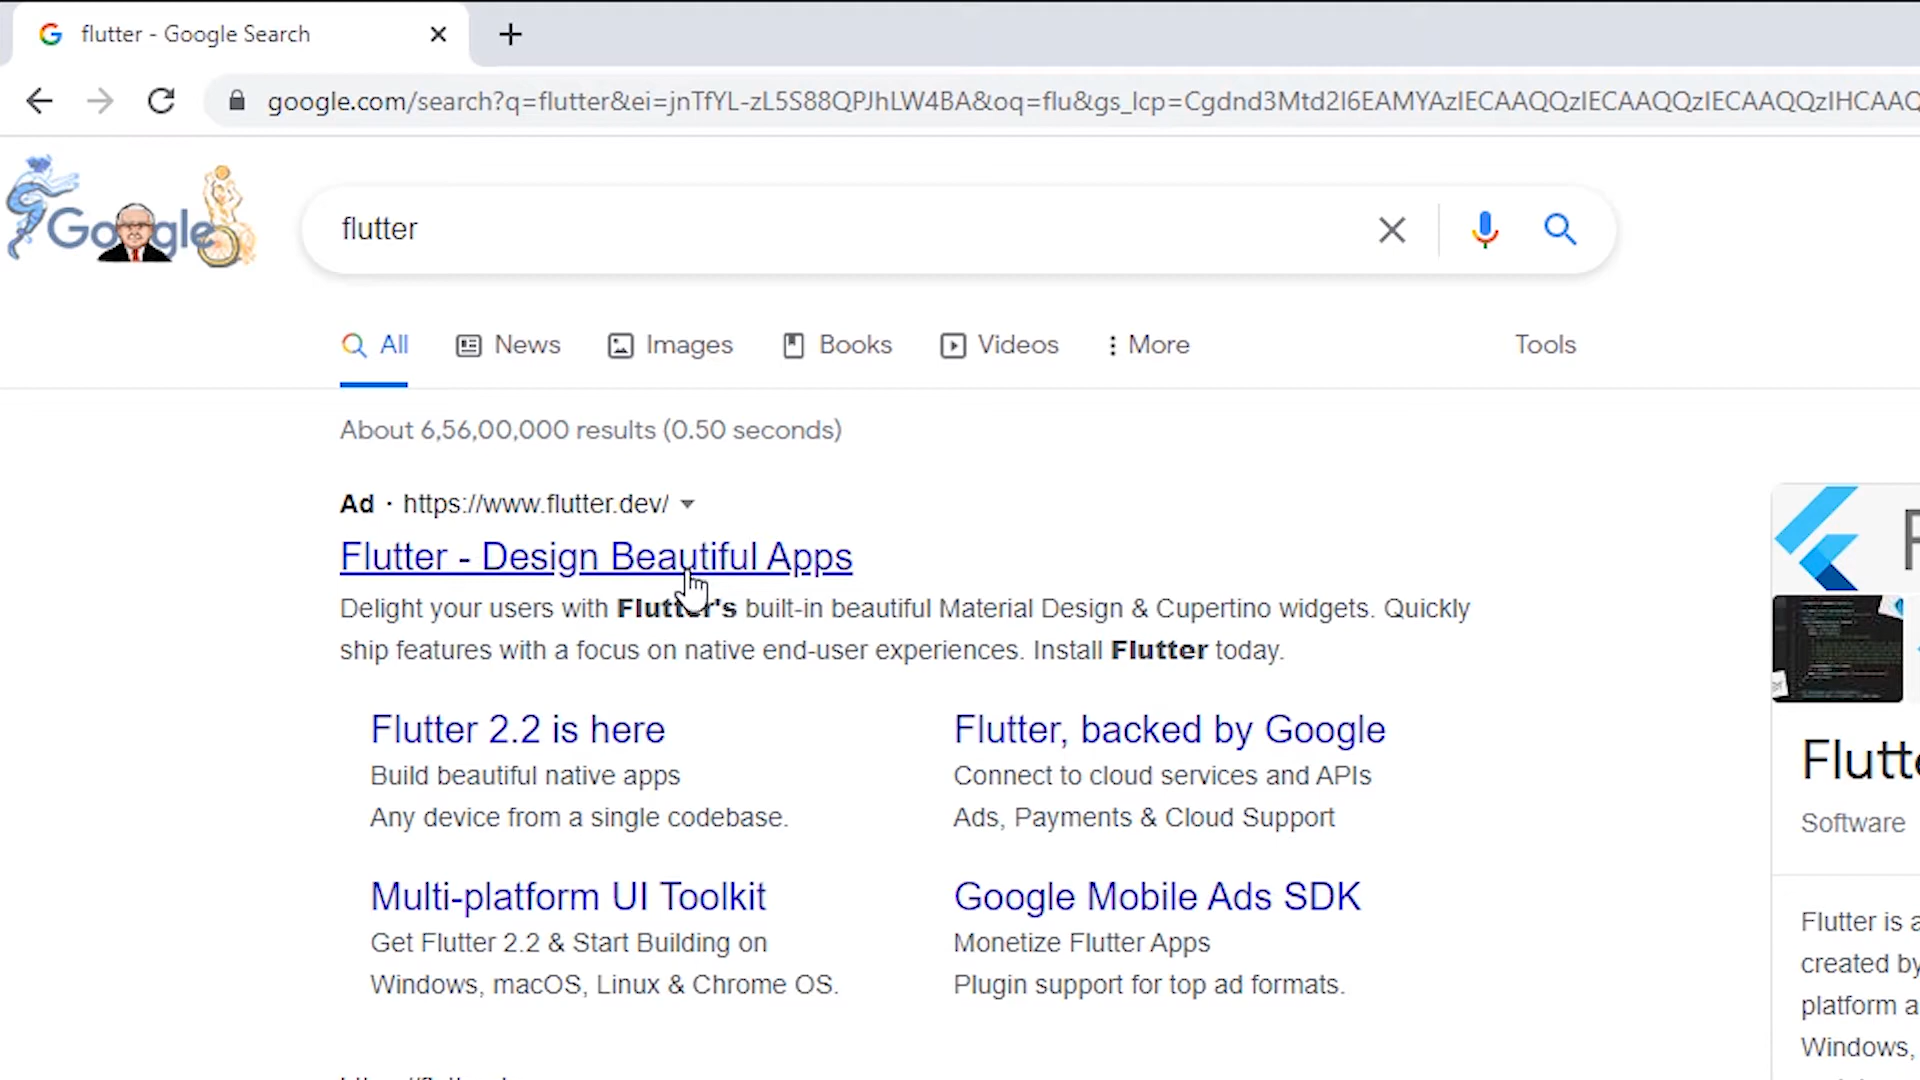 flutter - Google Search
google.com/search?q=flutter&ei=jnTfYL-zL5S88QPJhLW4BA&oq=flu&gs_lcp=Cgdnd3Mtd2l6EAMYAzIECAAQQzIECAAQQzIECAAQQzIHCAAQ
Google
flutter
All News Images Books Videos More Tools
About 6,56,00,000 results (0.50 seconds)
Ad · https://www.flutter.dev/
Flutter - Design Beautiful Apps
Delight your users with Flutter's built-in beautiful Material Design & Cupertino widgets. Quickly
ship features with a focus on native end-user experiences. Install Flutter today.
Flutter 2.2 is here
Build beautiful native apps
Any device from a single codebase.
Flutter, backed by Google
Connect to cloud services and APIs
Ads, Payments & Cloud Support
Multi-platform UI Toolkit
Get Flutter 2.2 & Start Building on
Windows, macOS, Linux & Chrome OS.
Google Mobile Ads SDK
Monetize Flutter Apps
Plugin support for top ad formats.
F
Flutte
Software
Flutter is a
created by
platform a
Windows,